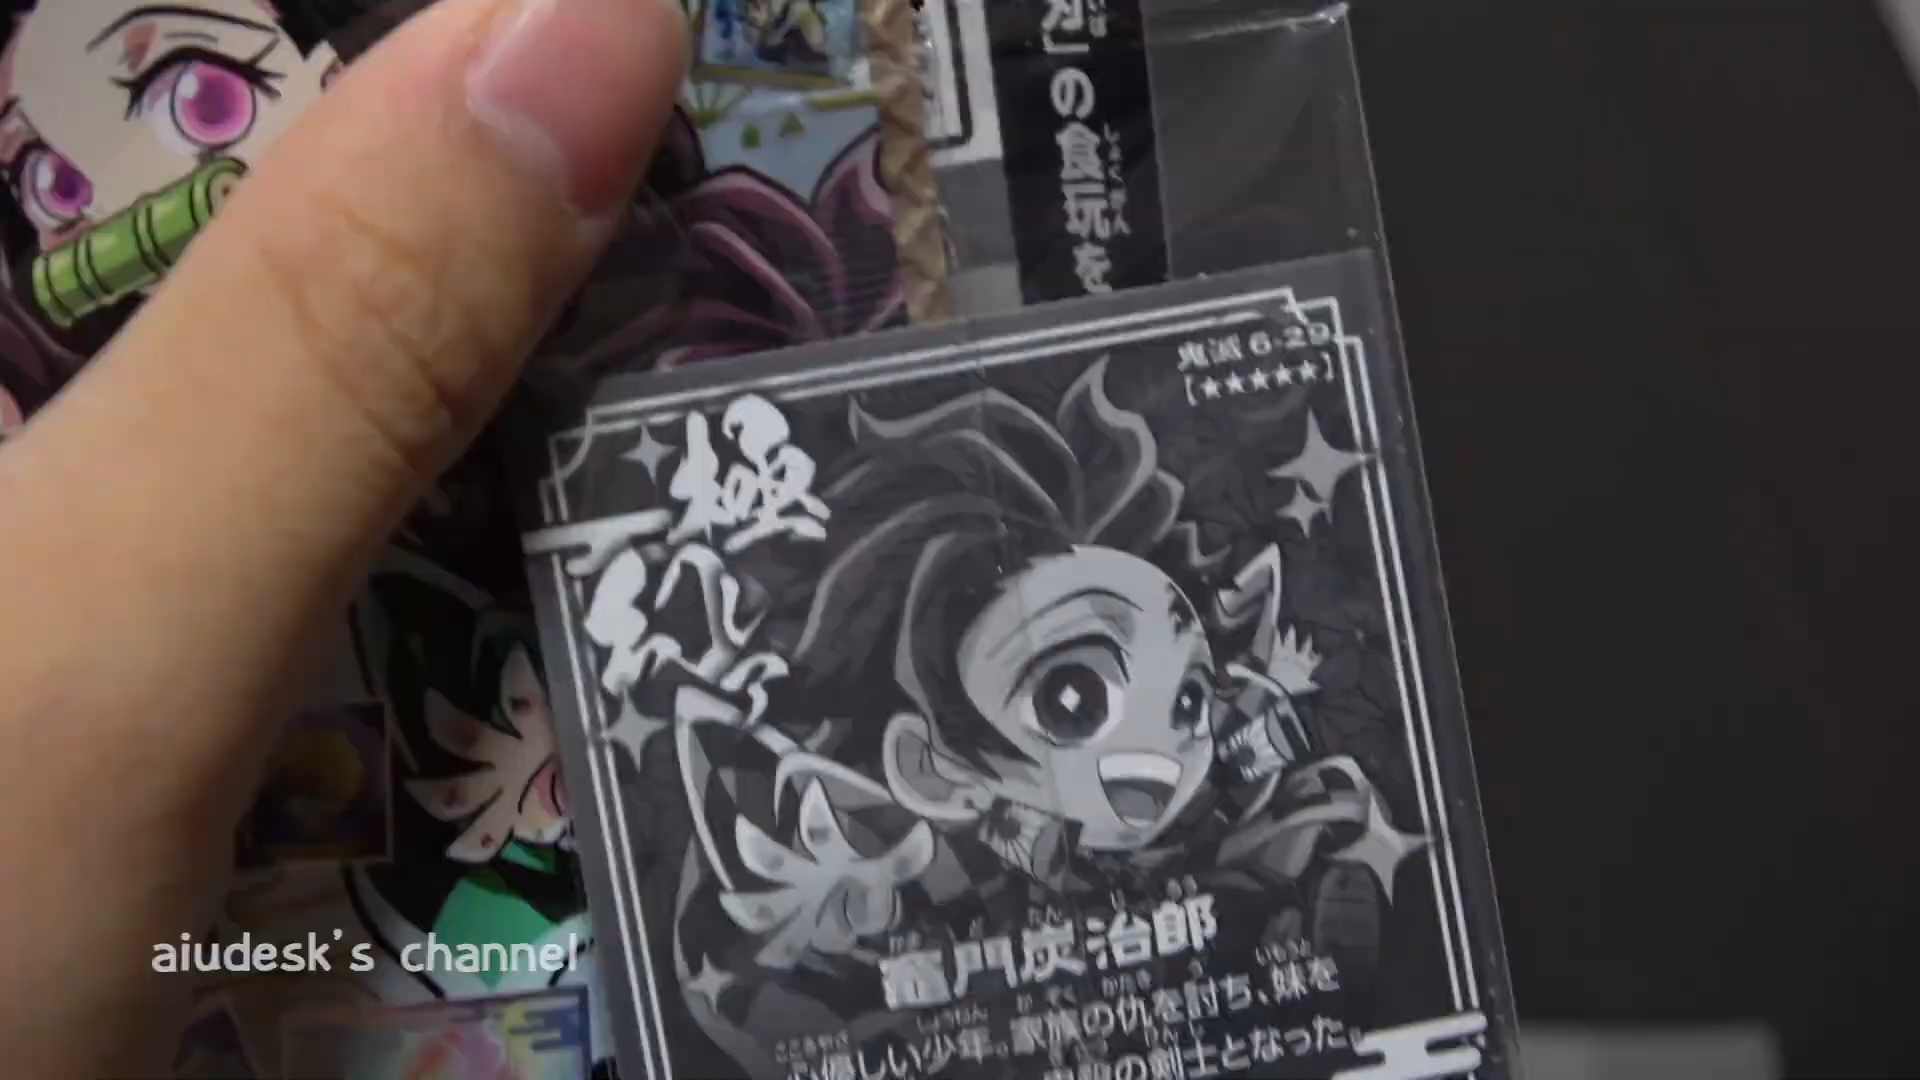 刃」の食玩を
鬼滅 6-29
[★★★★★]
極
幻
竈門炭治郎
心優しい少年。家族の仇を討ち、妹を
の剣士となった。
aiudesk's channel